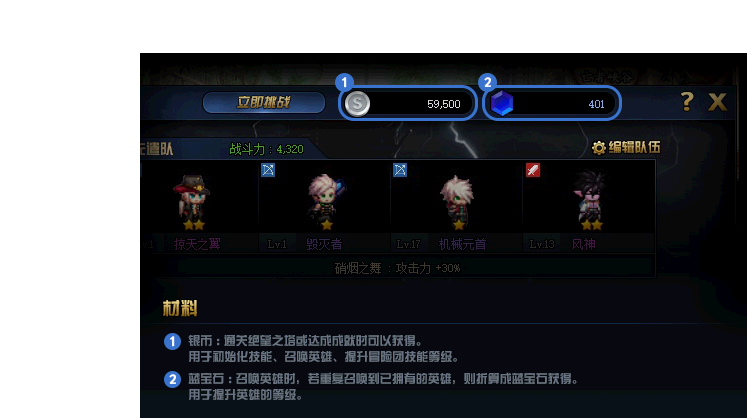 立即挑战
1
59,500
2
401
?
X
遣队
战斗力 : 4,320
编辑队伍
掠天之翼
Lv.1 毁灭者
Lv.17 机械元首
Lv.13 风神
硝烟之舞 : 攻击力 +30%
材料
1 银币 : 通关绝望之塔或达成成就时可以获得。
用于初始化技能、召唤英雄、提升冒险团技能等级。
2 蓝宝石 : 召唤英雄时，若重复召唤到已拥有的英雄，则折算成蓝宝石获得。
用于提升英雄的等级。